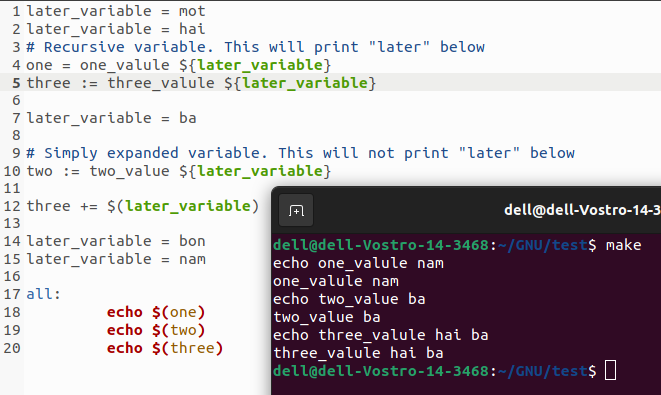 1 later_variable = mot
2 later_variable = hai
3 # Recursive variable. This will print "later" below
4 one = one_valule ${later_variable}
5 three := three_valule ${later_variable}
6
7 later_variable = ba
8
9 # Simply expanded variable. This will not print "later" below
10 two := two_value ${later_variable}
11
12 three += $(later_variable)
13
14 later_variable = bon
15 later_variable = nam
16
17 all:
18 echo $(one)
19 echo $(two)
20 echo $(three)
dell@dell-Vostro-14-3
dell@dell-Vostro-14-3468:~/GNU/test$ make
echo one_valule nam
one_valule nam
echo two_value ba
two_value ba
echo three_valule hai ba
three_valule hai ba
dell@dell-Vostro-14-3468:~/GNU/test$